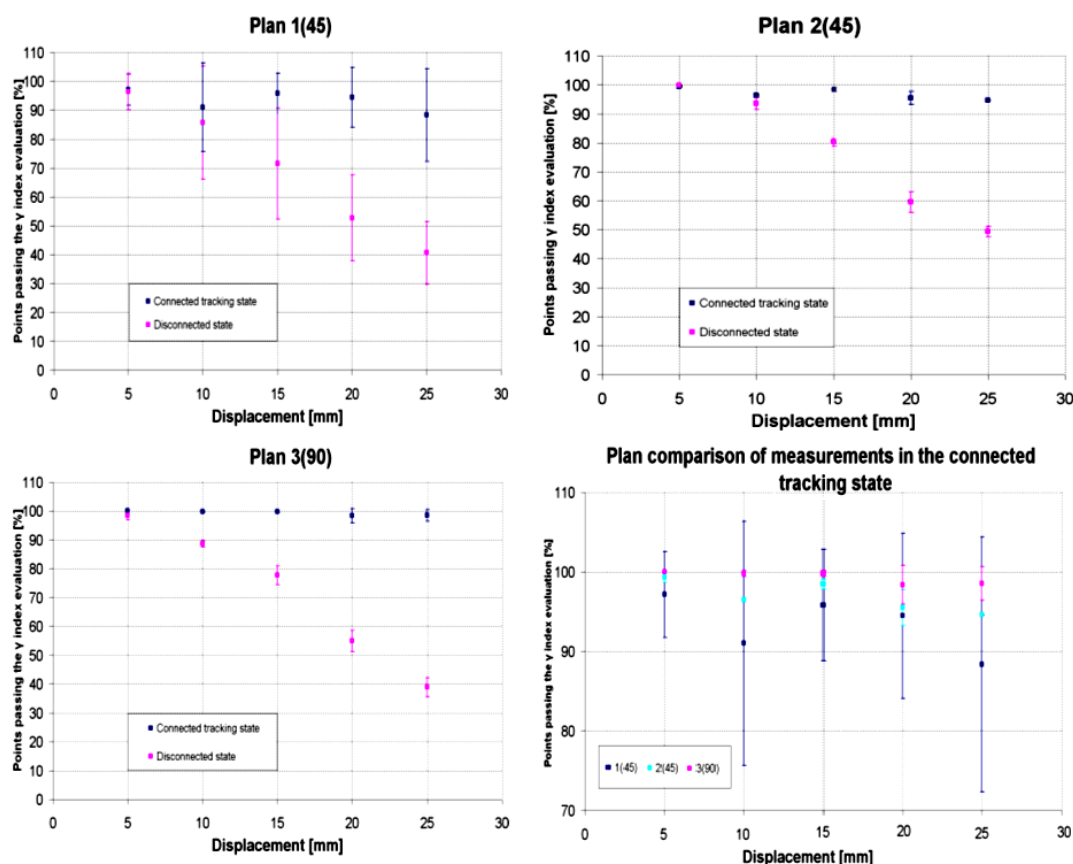 Plan 1(45)
Points passing the γ index evaluation [%]
110
100
90
80
70
60
50
40
30
20
10
0
Connected tracking state
Disconnected state
0 5 10 15 20 25 30
Displacement [mm]
Plan 2(45)
Points passing γ index evaluation [%]
110
100
90
80
70
60
50
40
30
20
10
0
Connected tracking state
Disconnected state
0 5 10 15 20 25 30
Displacement [mm]
Plan 3(90)
Points passing the γ index evaluation [%]
110
100
90
80
70
60
50
40
30
20
10
0
Connected tracking state
Disconnected state
0 5 10 15 20 25 30
Displacement [mm]
Plan comparison of measurements in the connected
tracking state
Points passing the γ index evaluation [%]
110
100
90
80
70
1(45) 2(45) 3(90)
0 5 10 15 20 25 30
Displacement [mm]